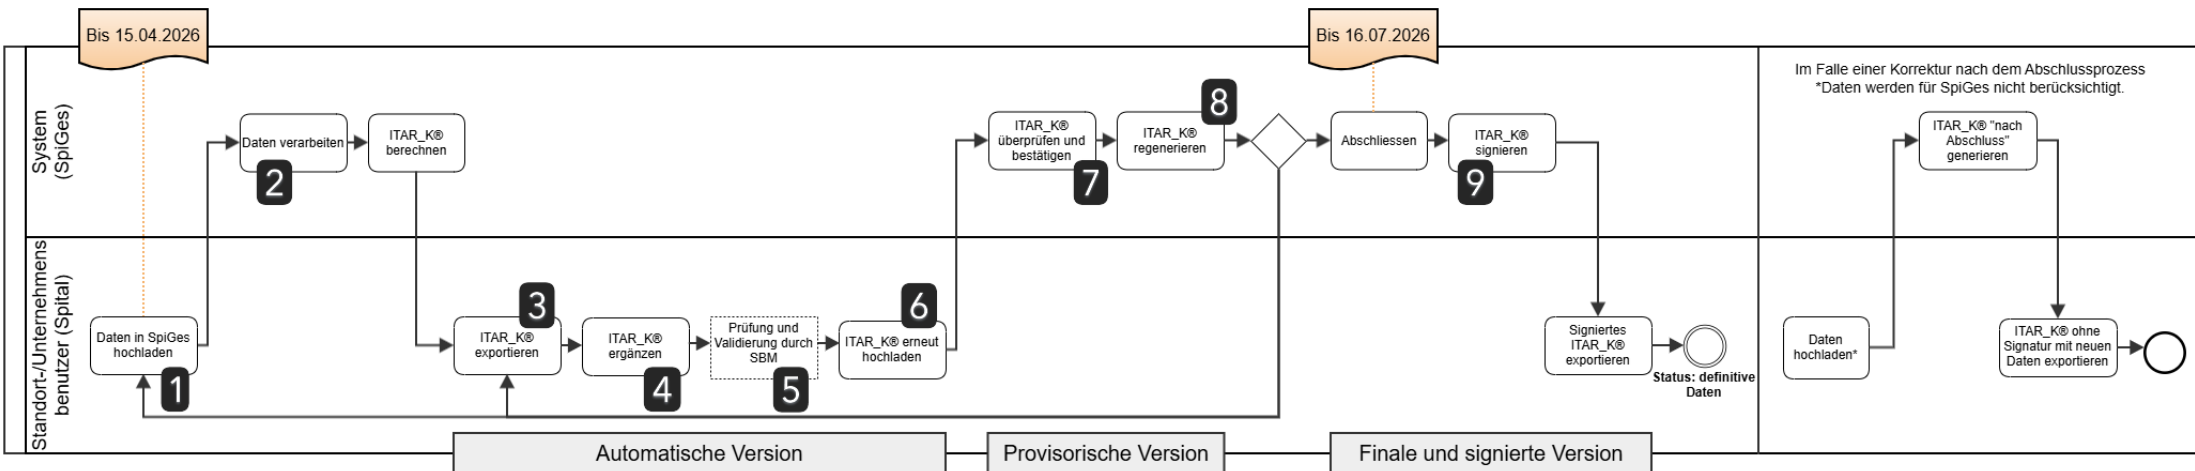 Bis 15.04.2026
Bis 16.07.2026
System
(SpiGes)
Daten verarbeiten
2
ITAR_K®
berechnen
ITAR_K®
überprüfen und
bestätigen
7
ITAR_K®
regenerieren
8
Abschliessen
ITAR_K®
signieren
9
Im Falle einer Korrektur nach dem Abschlussprozess
*Daten werden für SpiGes nicht berücksichtigt.
ITAR_K® "nach
Abschluss"
generieren
Standort-/Unternehmens
benutzer (Spital)
Daten in SpiGes
hochladen
1
ITAR_K®
exportieren
3
ITAR_K®
ergänzen
4
Prüfung und
Validierung durch
SBM
5
ITAR_K® erneut
hochladen
6
Signiertes
ITAR_K®
exportieren
Status: definitive
Daten
Daten
hochladen*
ITAR_K® ohne
Signatur mit neuen
Daten exportieren
Automatische Version
Provisorische Version
Finale und signierte Version